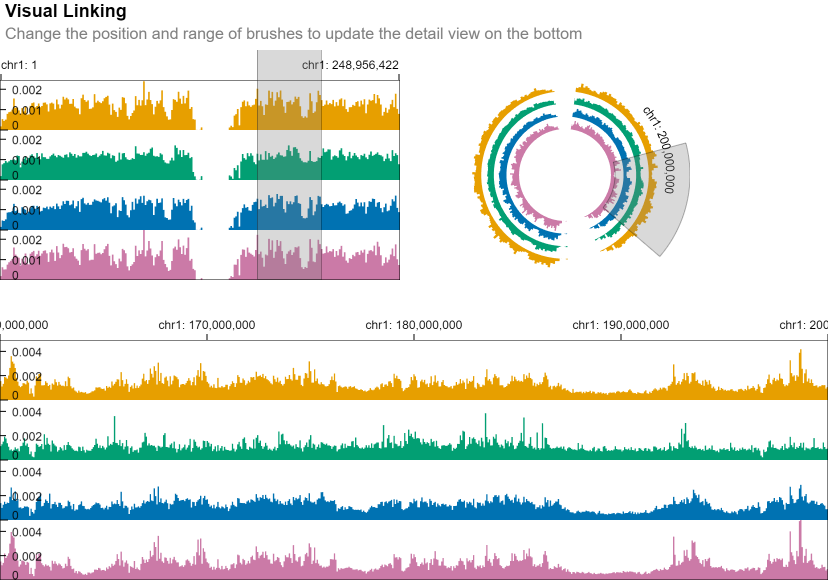 Visual Linking
Change the position and range of brushes to update the detail view on the bottom
chr1: 1
chr1: 248,956,422
0.002
0.001
0
0.002
0.001
0
0.002
0.001
0
0.002
0.001
0
chr1: 200,000,000
0,000,000
chr1: 170,000,000
chr1: 180,000,000
chr1: 190,000,000
chr1: 200
0.004
0.002
0
0.004
0.002
0
0.004
0.002
0
0.004
0.002
0